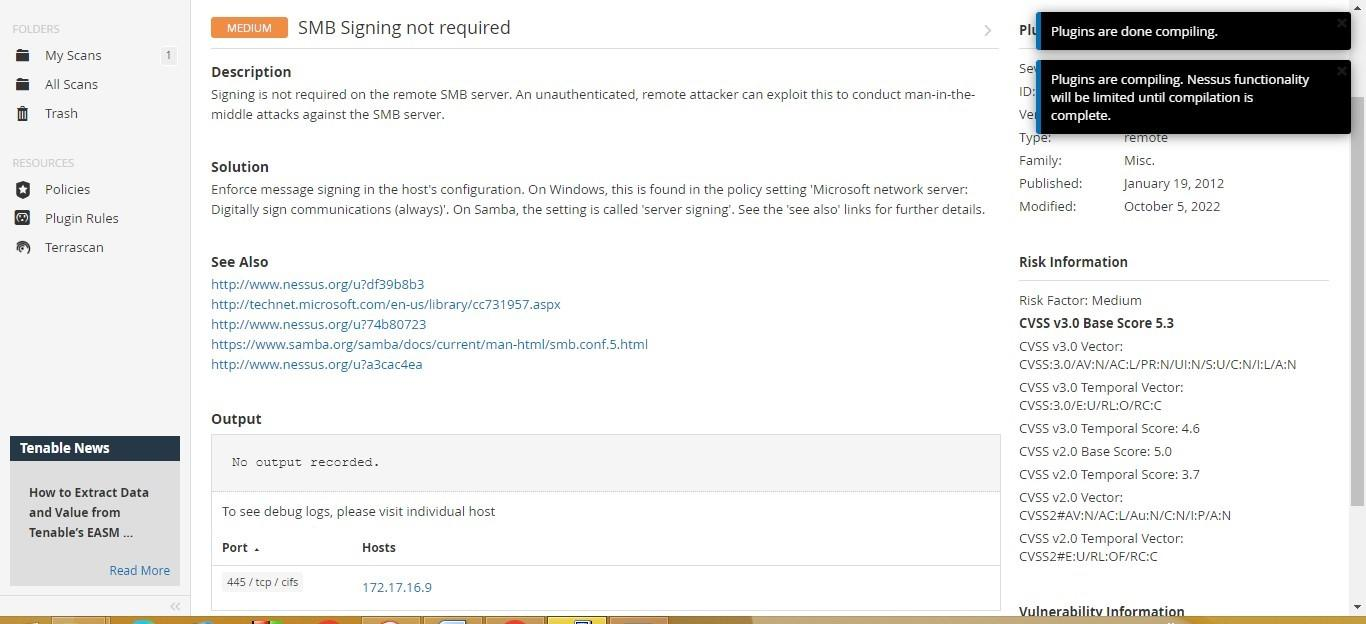 FOLDERS
My Scans 1
All Scans
Trash
RESOURCES
Policies
Plugin Rules
Terrascan
Tenable News
How to Extract Data
and Value from
Tenable's EASM ...
Read More
MEDIUM SMB Signing not required
Description
Signing is not required on the remote SMB server. An unauthenticated, remote attacker can exploit this to conduct man-in-the-
middle attacks against the SMB server.
Solution
Enforce message signing in the host's configuration. On Windows, this is found in the policy setting 'Microsoft network server:
Digitally sign communications (always)'. On Samba, the setting is called 'server signing'. See the 'see also' links for further details.
See Also
http://www.nessus.org/u?df39b8b3
http://technet.microsoft.com/en-us/library/cc731957.aspx
http://www.nessus.org/u?74b80723
https://www.samba.org/samba/docs/current/man-html/smb.conf.5.html
http://www.nessus.org/u?a3cac4ea
Output
No output recorded.
To see debug logs, please visit individual host
Port Hosts
445 / tcp / cifs 172.17.16.9
Plugins are done compiling.
Plugins are compiling. Nessus functionality
will be limited until compilation is
complete.
ID:
Type: remote
Family: Misc.
Published: January 19, 2012
Modified: October 5, 2022
Risk Information
Risk Factor: Medium
CVSS v3.0 Base Score 5.3
CVSS v3.0 Vector:
CVSS:3.0/AV:N/AC:L/PR:N/UI:N/S:U/C:N/I:L/A:N
CVSS v3.0 Temporal Vector:
CVSS:3.0/E:U/RL:O/RC:C
CVSS v3.0 Temporal Score: 4.6
CVSS v2.0 Base Score: 5.0
CVSS v2.0 Temporal Score: 3.7
CVSS v2.0 Vector:
CVSS2#AV:N/AC:L/Au:N/C:N/I:P/A:N
CVSS v2.0 Temporal Vector:
CVSS2#E:U/RL:OF/RC:C
Vulnerability Information